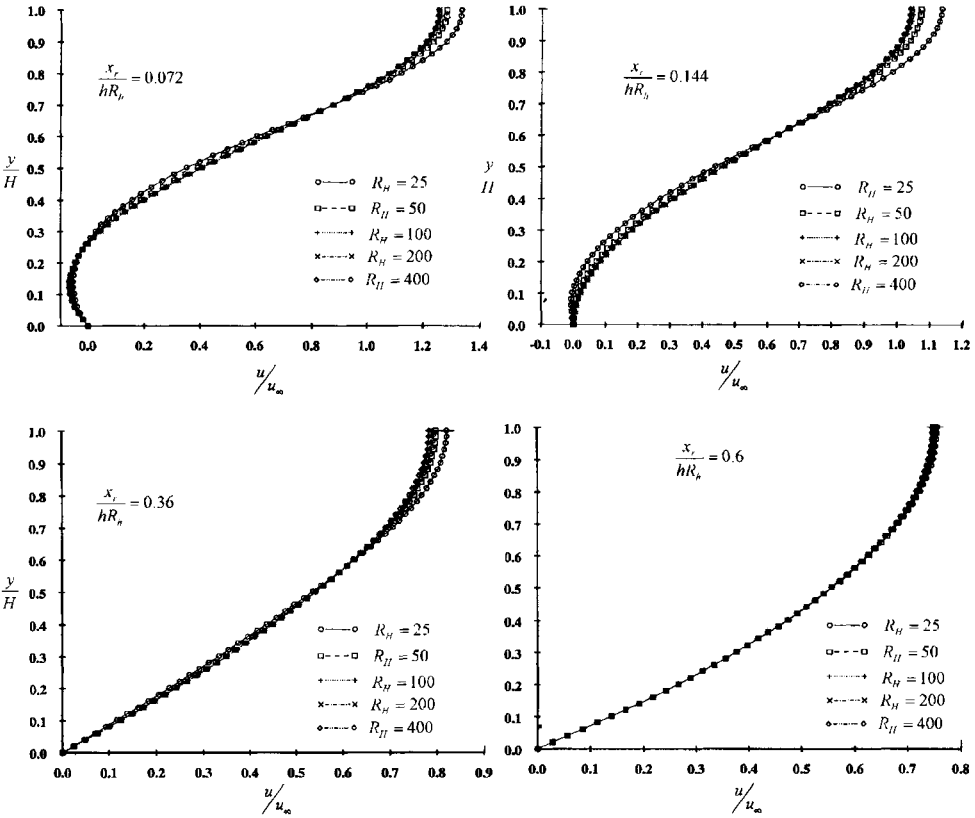 1.0
0.9
0.8
0.7
0.6
0.5
0.4
0.3
0.2
0.1
0.0
y/H
x_r/hR_h = 0.072
R_H = 25
R_H = 50
R_H = 100
R_H = 200
R_H = 400
0.0 0.2 0.4 0.6 0.8 1.0 1.2 1.4
u/u_∞
1.0
0.9
0.8
0.7
0.6
0.5
0.4
0.3
0.2
0.1
0.0
y
H
x_r/hR_h = 0.144
R_H = 25
R_H = 50
R_H = 100
R_H = 200
R_H = 400
-0.1 0.0 0.1 0.2 0.3 0.4 0.5 0.6 0.7 0.8 0.9 1.0 1.1 1.2
u/u_∞
1.0
0.9
0.8
0.7
0.6
0.5
0.4
0.3
0.2
0.1
0.0
y/H
x_r/hR_h = 0.36
R_H = 25
R_H = 50
R_H = 100
R_H = 200
R_H = 400
0.0 0.1 0.2 0.3 0.4 0.5 0.6 0.7 0.8 0.9
u/u_∞
1.0
0.9
0.8
0.7
0.6
0.5
0.4
0.3
0.2
0.1
0.0
x_r/hR_h = 0.6
R_H = 25
R_H = 50
R_H = 100
R_H = 200
R_H = 400
0.0 0.1 0.2 0.3 0.4 0.5 0.6 0.7 0.8
u/u_∞